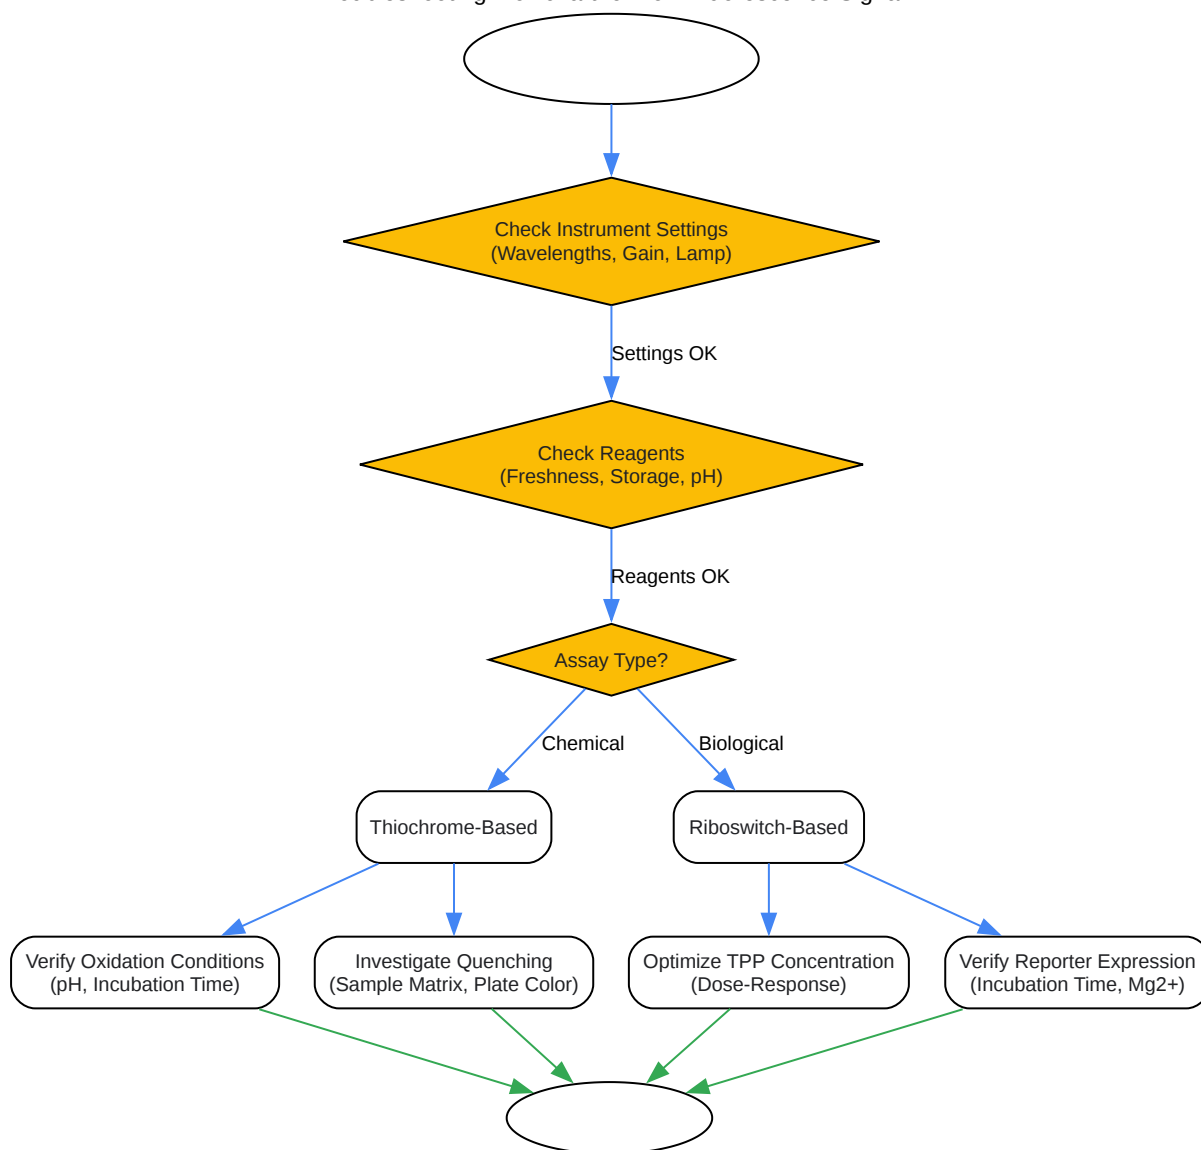 Check Instrument Settings
(Wavelengths, Gain, Lamp)
Settings OK
Check Reagents
(Freshness, Storage, pH)
Reagents OK
Assay Type?
Chemical
Biological
Thiochrome-Based
Riboswitch-Based
Verify Oxidation Conditions
(pH, Incubation Time)
Investigate Quenching
(Sample Matrix, Plate Color)
Optimize TPP Concentration
(Dose-Response)
Verify Reporter Expression
(Incubation Time, Mg2+)